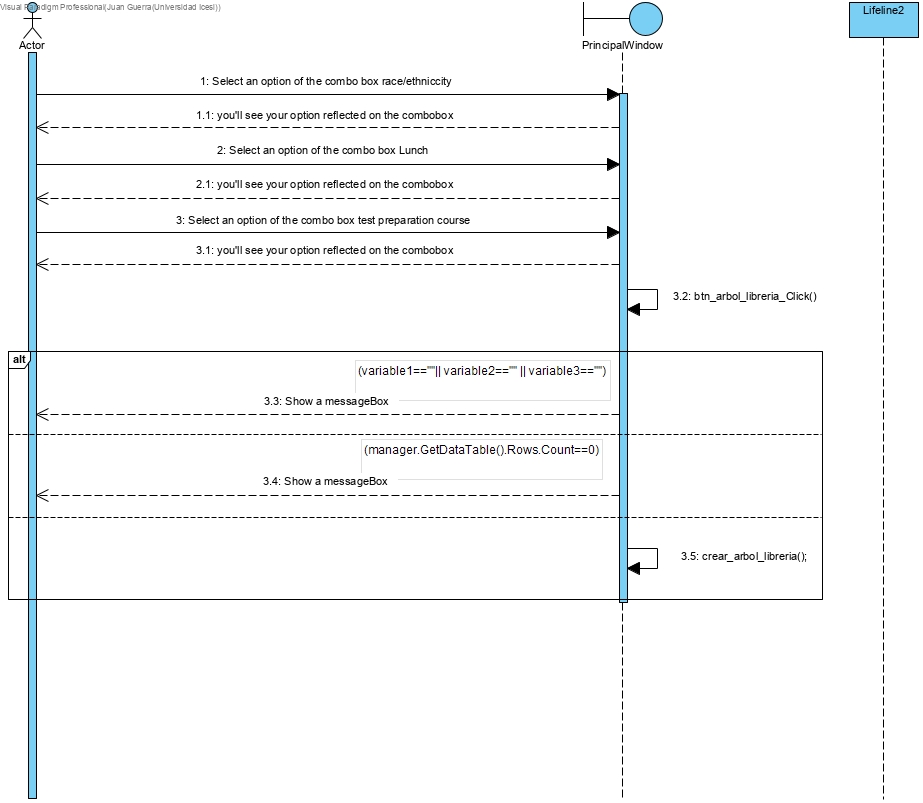 Visual Paradigm Professional(Juan Guerra(Universidad Icesi))
Lifeline2
Actor
PrincipalWindow
1: Select an option of the combo box race/ethniccity
1.1: you'll see your option reflected on the combobox
2: Select an option of the combo box Lunch
2.1: you'll see your option reflected on the combobox
3: Select an option of the combo box test preparation course
3.1: you'll see your option reflected on the combobox
3.2: btn_arbol_libreria_Click()
alt
(variable1==""|| variable2=="" || variable3=="")
3.3: Show a messageBox
(manager.GetDataTable().Rows.Count==0)
3.4: Show a messageBox
3.5: crear_arbol_libreria();